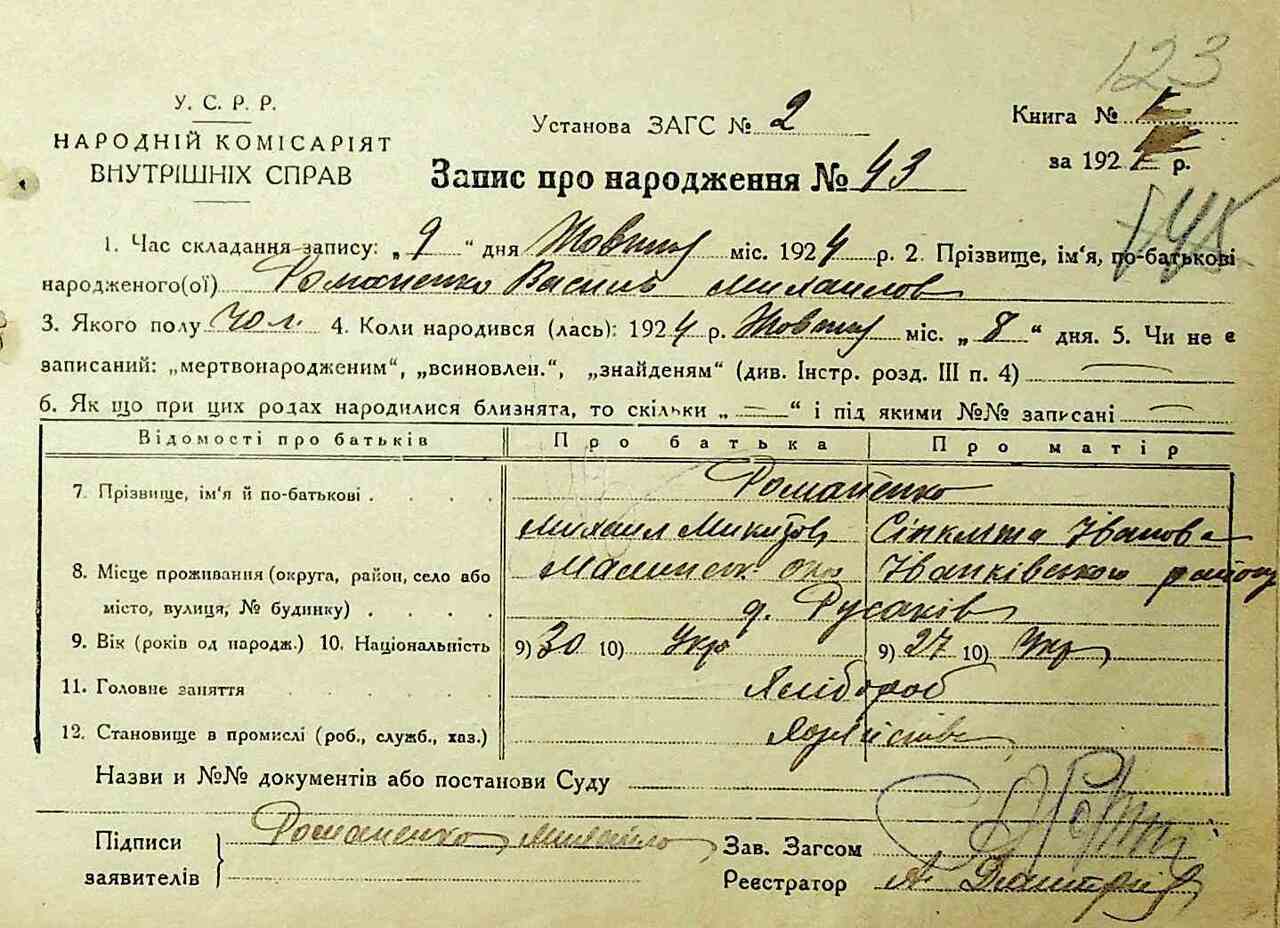 123
У. С. Р. Р.
НАРОДНІЙ КОМІСАРІЯТ
ВНУТРІШНІХ СПРАВ
Установа ЗАГС № 2
Книга №
за 192 р.
Запис про народження № 43
1. Час складання запису: „ 9 “ дня Жовтня міс. 1924 р. 2. Прізвище, ім'я, по-батькові
народженого(ої) Романенко Василь Михаилов
3. Якого полу чол. 4. Коли народився (лась): 1924 р. Жовтня міс. „ 8 “ дня. 5. Чи не є
записаний: „мертвонародженим“, „всиновлен.“, „знайденям“ (див. Інстр. розд. III п. 4) —
6. Як що при цих родах народилися близнята, то скільки „ — “ і під якими №№ записані —
Відомості про батьків Про батька Про матір
7. Прізвище, ім'я й по-батькові . . . . Романенко
Михаил Микитов Іванова
8. Місце проживання (округа, район, село або Малинськ окр Іванківського району
місто, вулиця, № будинку) . . . . д. Русаків
9. Вік (років од народж.) 10. Національність 9) 30 10) Укр 9) 27 10) Укр
11. Головне заняття . . . . . Хлібороб
12. Становище в промислі (роб., служб., хаз.)
Назви и №№ документів або постанови Суду
Підписи
заявителів
Романенко Михайло
Зав. Загсом
Реєстратор